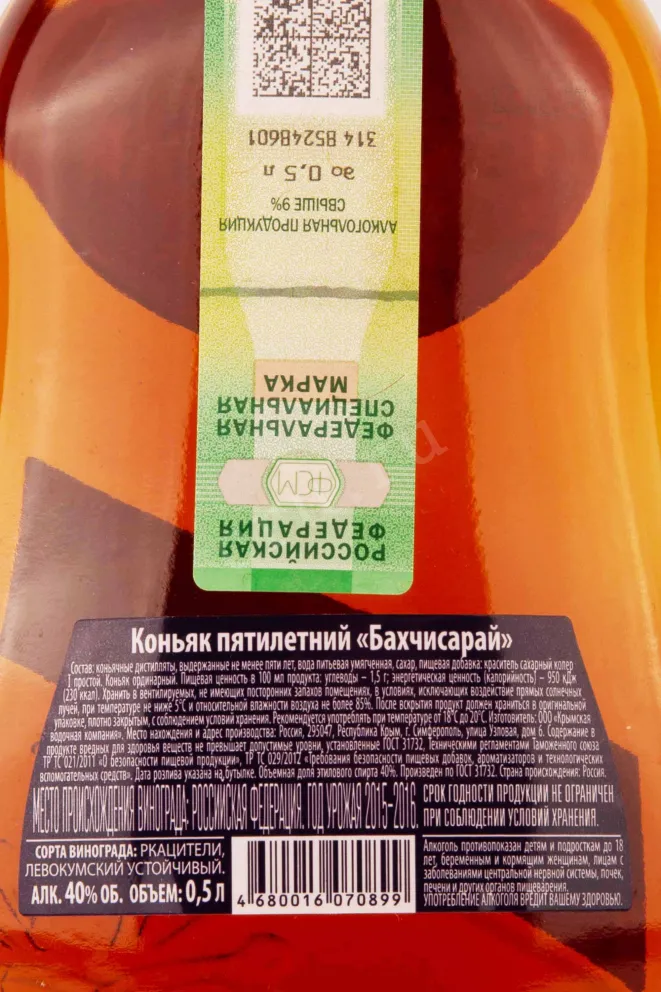 314 85248601
до 0,5 л
АЛКОГОЛЬНАЯ ПРОДУКЦИЯ
СВЫШЕ 9%
ФЕДЕРАЛЬНАЯ
СПЕЦИАЛЬНАЯ
МАРКА
ФСМ
РОССИЙСКАЯ
ФЕДЕРАЦИЯ
Коньяк пятилетний «Бахчисарай»
Состав: коньячные дистилляты, выдержанные не менее пяти лет, вода питьевая умягченная, сахар, пищевая добавка: краситель сахарный колер
1 простой. Коньяк ординарный. Пищевая ценность в 100 мл продукта: углеводы – 1,5 г; энергетическая ценность (калорийность) – 950 кДж
(230 ккал). Хранить в вентилируемых, не имеющих посторонних запахов помещениях, в условиях, исключающих воздействие прямых солнечных
лучей, при температуре не ниже 5°С и относительной влажности воздуха не более 85%. После вскрытия продукт должен храниться в оригинальной
упаковке, плотно закрытым, с соблюдением условий хранения. Рекомендуется употреблять при температуре от 18°С до 20°С. Изготовитель: ООО «Крымская
водочная компания». Место нахождения и адрес производства: Россия, 295047, Республика Крым, г. Симферополь, улица Узловая, дом 6. Содержание в
продукте вредных для здоровья веществ не превышает допустимые уровни, установленные ГОСТ 31732, Техническими регламентами Таможенного союза
ТР ТС 021/2011 «О безопасности пищевой продукции», ТР ТС 029/2012 «Требования безопасности пищевых добавок, ароматизаторов и технологических
вспомогательных средств». Дата розлива указана на бутылке. Объемная доля этилового спирта 40%. Произведен по ГОСТ 31732. Страна происхождения: Россия.
МЕСТО ПРОИСХОЖДЕНИЯ ВИНОГРАДА: РОССИЙСКАЯ ФЕДЕРАЦИЯ. ГОД УРОЖАЯ 2015-2016.
СРОК ГОДНОСТИ ПРОДУКЦИИ НЕ ОГРАНИЧЕН
ПРИ СОБЛЮДЕНИИ УСЛОВИЙ ХРАНЕНИЯ.
СОРТА ВИНОГРАДА: РКАЦИТЕЛИ,
ЛЕВОКУМСКИЙ УСТОЙЧИВЫЙ.
АЛК. 40% ОБ. ОБЪЕМ: 0,5 л
4 680016 070899
Алкоголь противопоказан детям и подросткам до 18
лет, беременным и кормящим женщинам, лицам с
заболеваниями центральной нервной системы, почек,
печени и других органов пищеварения.
УПОТРЕБЛЕНИЕ АЛКОГОЛЯ ВРЕДИТ ВАШЕМУ ЗДОРОВЬЮ.